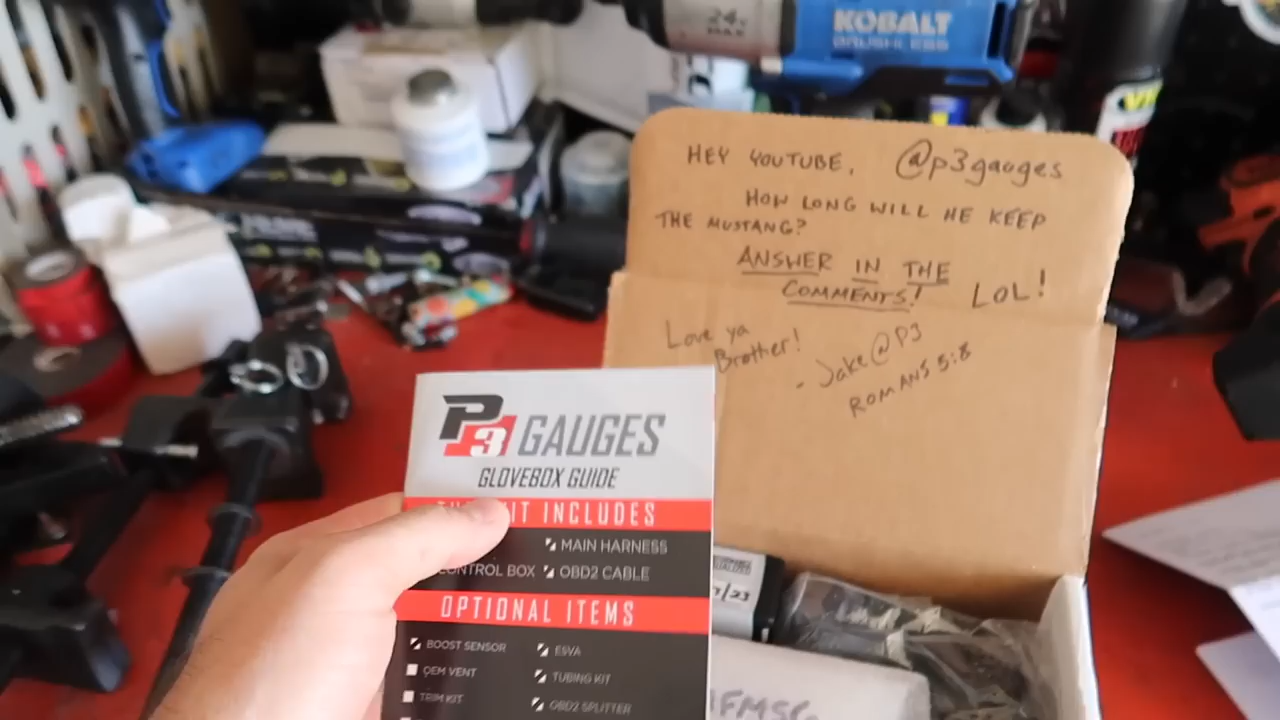 24V
MAX
KOBALT
BRUSHLESS
HEY YOUTUBE, @p3gauges
HOW LONG WILL HE KEEP
THE MUSTANG?
ANSWER IN THE
COMMENTS! LOL!
Love ya
Brother!
- Jake@P3
ROMANS 5:8
P3 GAUGES
GLOVEBOX GUIDE
INCLUDES
MAIN HARNESS
CONTROL BOX OBD2 CABLE
OPTIONAL ITEMS
BOOST SENSOR ESVA
OEM VENT TUBING KIT
TRIM KIT OBD2 SPLITTER